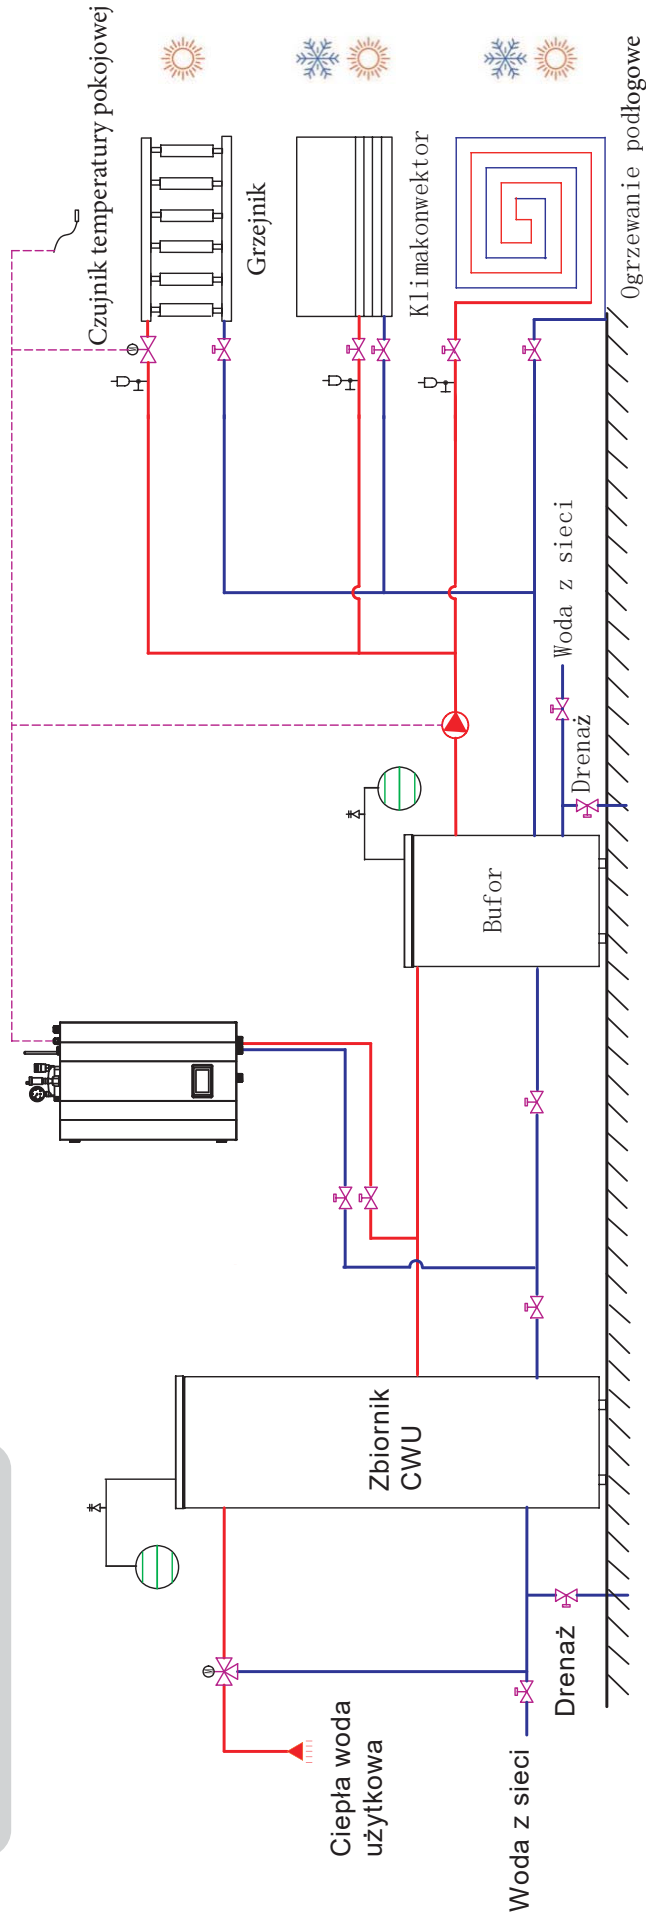 Czujnik temperatury pokojowej
Grzejnik
Klimakonwektor
Ogrzewanie podłogowe
Woda z sieci
Drenaż
Bufor
Zbiornik
CWU
Ciepła woda
użytkowa
Woda z sieci
Drenaż